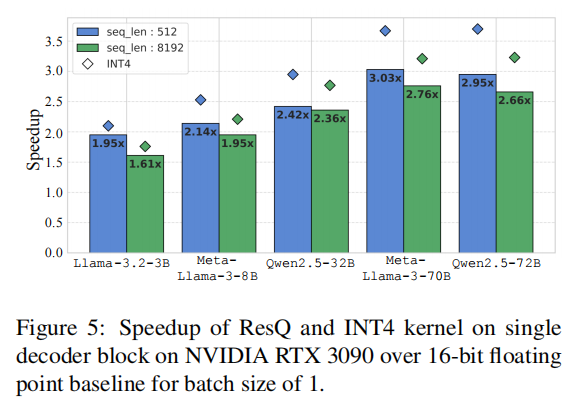 Speedup
3.5
3.0
2.5
2.0
1.5
1.0
0.5
0.0
seq_len : 512
seq_len : 8192
INT4
1.95x
1.61x
2.14x
1.95x
2.42x
2.36x
3.03x
2.76x
2.95x
2.66x
Llama-3.2-3B
Meta-
Llama-3-8B
Qwen2.5-32B
Meta-
Llama-3-70B
Qwen2.5-72B
Figure 5: Speedup of ResQ and INT4 kernel on single
decoder block on NVIDIA RTX 3090 over 16-bit floating
point baseline for batch size of 1.